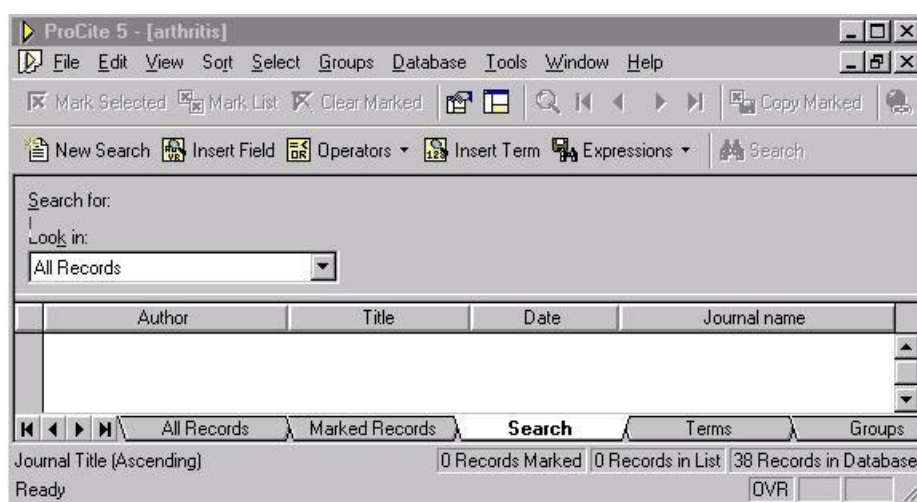 ProCite 5 - [arthritis]
File Edit View Sort Select Groups Database Tools Window Help
Mark Selected Mark List Clear Marked Copy Marked
New Search Insert Field Operators Insert Term Expressions Search
Search for:
Look in:
All Records
Author Title Date Journal name
All Records Marked Records Search Terms Groups
Journal Title (Ascending) 0 Records Marked 0 Records in List 38 Records in Database
Ready OVR